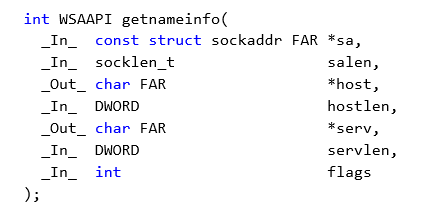 int WSAAPI getnameinfo(
  _In_  const struct sockaddr FAR *sa,
  _In_  socklen_t                 salen,
  _Out_ char FAR                  *host,
  _In_  DWORD                     hostlen,
  _Out_ char FAR                  *serv,
  _In_  DWORD                     servlen,
  _In_  int                       flags
);